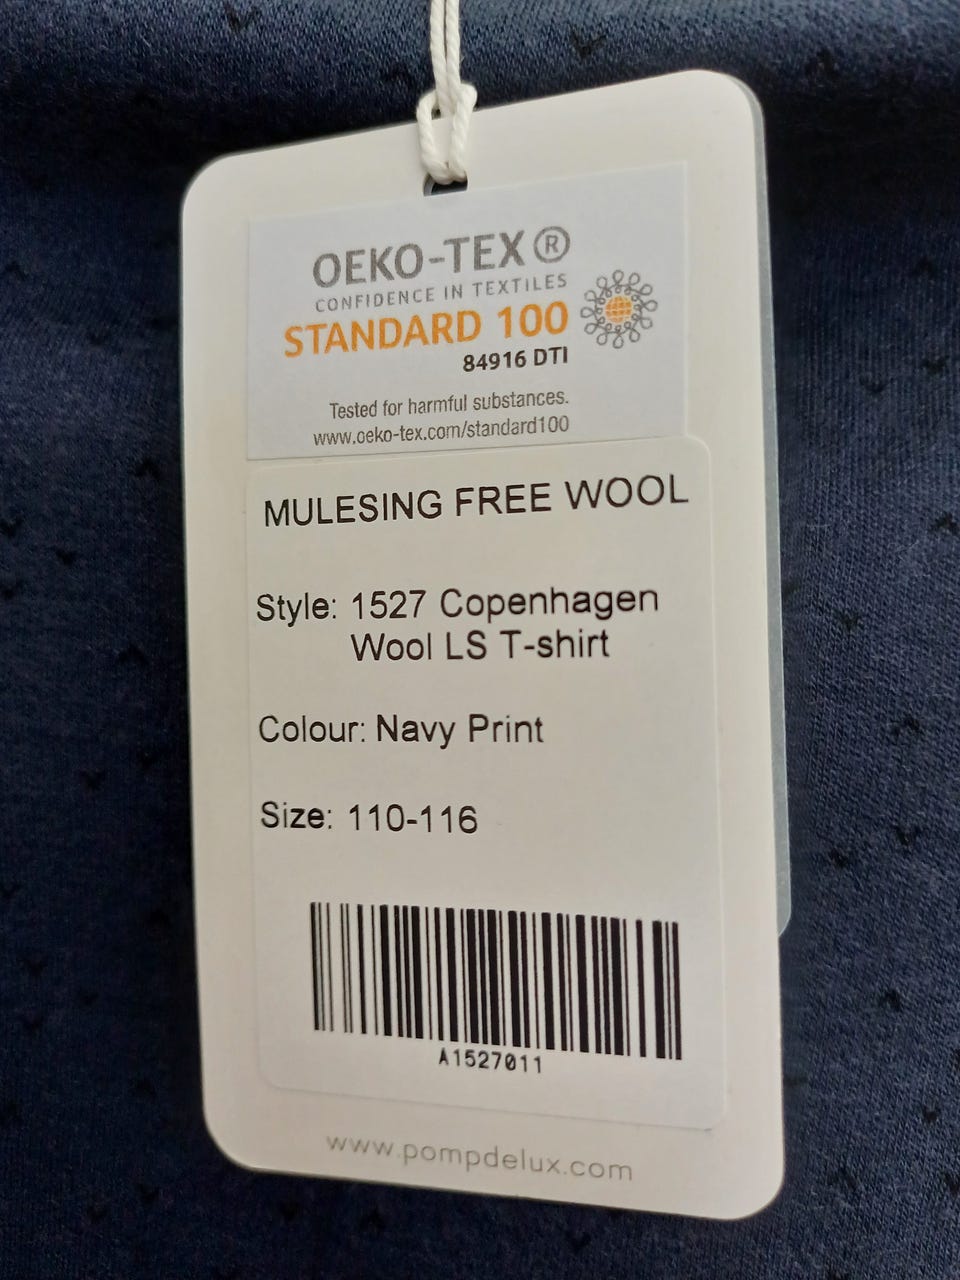 OEKO-TEX®
CONFIDENCE IN TEXTILES
STANDARD 100
84916 DTI
Tested for harmful substances.
www.oeko-tex.com/standard100
MULESING FREE WOOL
Style: 1527 Copenhagen
Wool LS T-shirt
Colour: Navy Print
Size: 110-116
A1527011
www.pompdelux.com